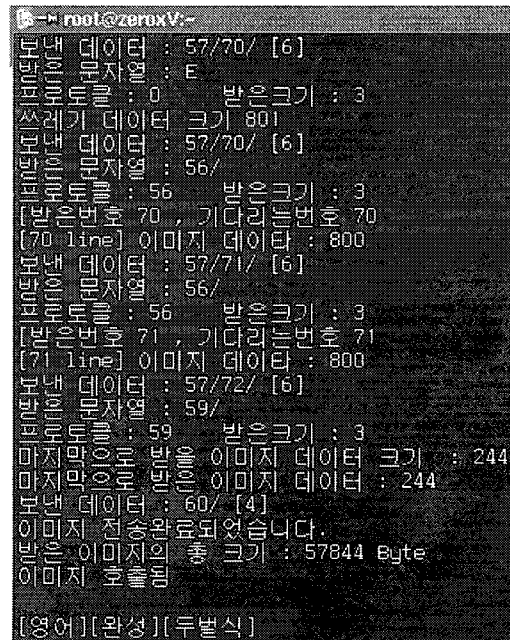 root@zeroxV:~
보낸 데이터 : 57/70/ [6]
받은 문자열 : E
프로토콜 : 0 받은크기 : 3
쓰레기 데이터 크기 801
보낸 데이터 : 57/70/ [6]
받은 문자열 : 56/
프로토콜 : 56 받은크기 : 3
[받은번호 70 , 기다리는번호 70
[70 line] 이미지 데이타 : 800
보낸 데이터 : 57/71/ [6]
받은 문자열 : 56/
프로토콜 : 56 받은크기 : 3
[받은번호 71 , 기다리는번호 71
[71 line] 이미지 데이타 : 800
보낸 데이터 : 57/72/ [6]
받은 문자열 : 59/
프로토콜 : 59 받은크기 : 3
마지막으로 받을 이미지 데이터 크기 : 244
마지막으로 받은 이미지 데이터 : 244
보낸 데이터 : 60/ [4]
이미지 전송완료되었습니다.
받은 이미지의 총 크기 : 57844 Byte
이미지 호출됨
[영어][완성][두벌식]